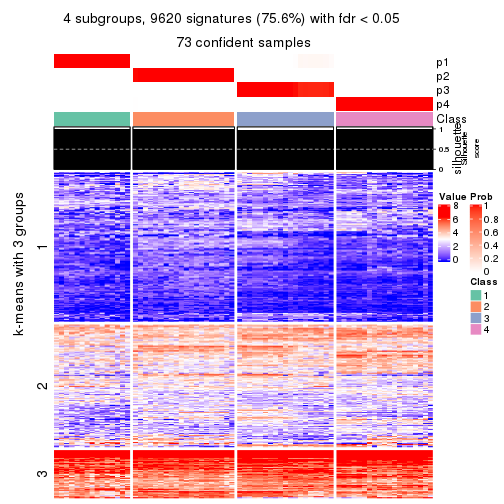 4 subgroups, 9620 signatures (75.6%) with fdr < 0.05
73 confident samples
p1
p2
p3
p4
Class
silhouette
Silhouette
score
1
0.5
0
k-means with 3 groups
1
2
3
Value
8
6
4
2
0
Prob
1
0.8
0.6
0.4
0.2
0
Class
1
2
3
4